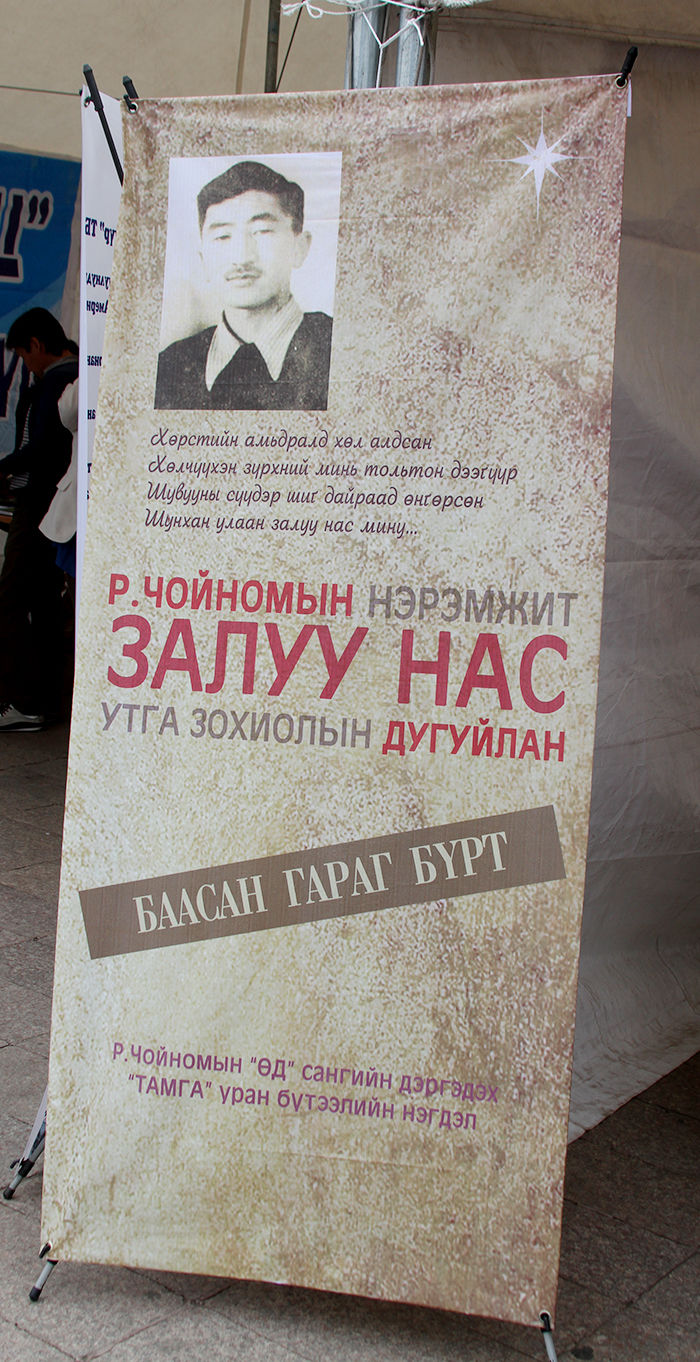 Хөрстийн амьдралд хөл алдсан
Хөлчүүхэн зүрхний минь тольтон дээгүүр
Шувууны сүүдэр шиг дайраад өнгөрсөн
Шунхан улаан залуу нас мину...
Р.ЧОЙНОМЫН НЭРЭМЖИТ
ЗАЛУУ НАС
УТГА ЗОХИОЛЫН ДУГУЙЛАН
БААСАН ГАРАГ БҮРТ
Р.ЧОЙНОМЫН "ӨД" сангийн дэргэдэх
"ТАМГА" уран бүтээлийн нэгдэл